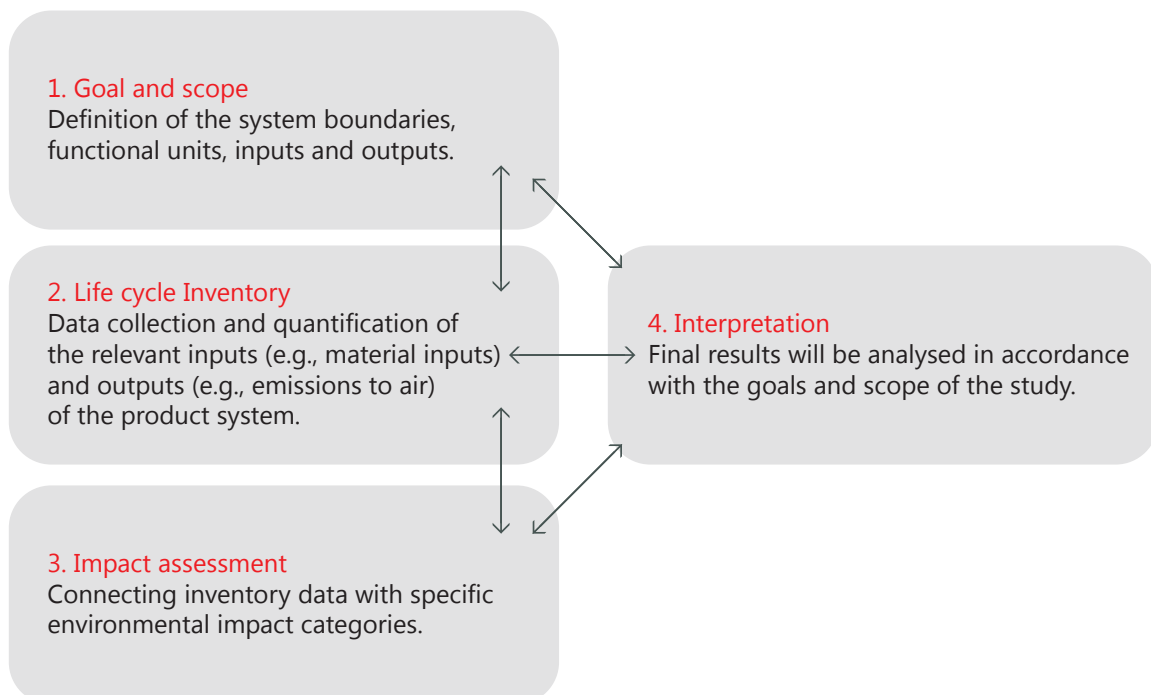 1. Goal and scope
Definition of the system boundaries,
functional units, inputs and outputs.
2. Life cycle Inventory
Data collection and quantification of
the relevant inputs (e.g., material inputs)
and outputs (e.g., emissions to air)
of the product system.
3. Impact assessment
Connecting inventory data with specific
environmental impact categories.
4. Interpretation
Final results will be analysed in accordance
with the goals and scope of the study.